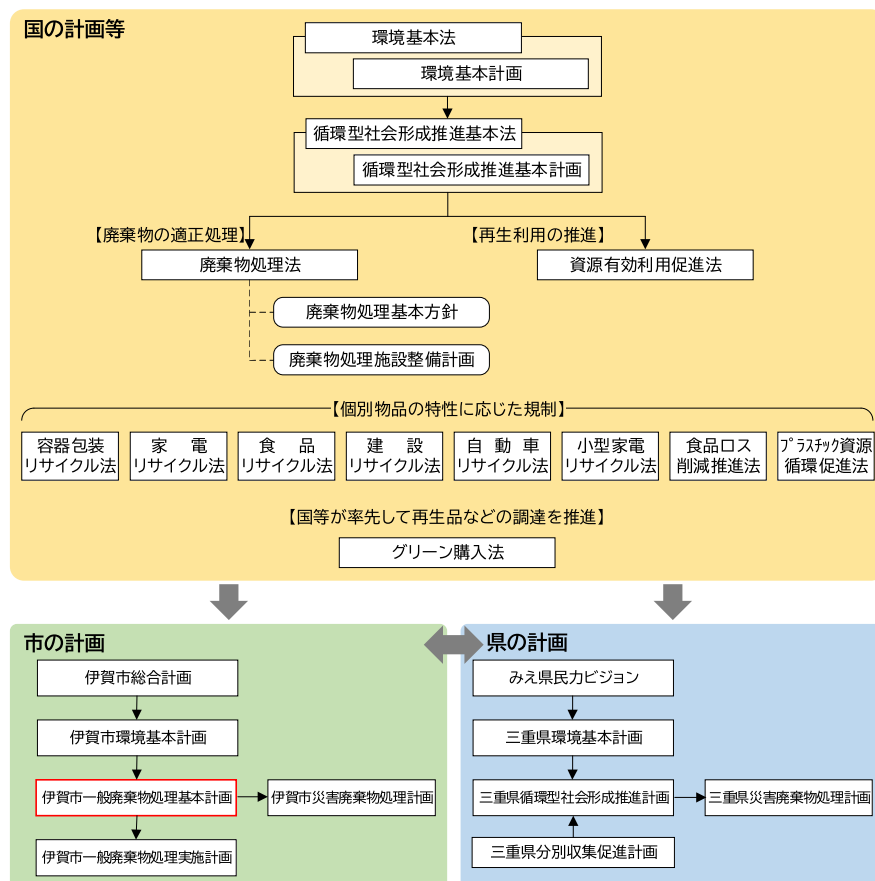 国の計画等
環境基本法
環境基本計画
循環型社会形成推進基本法
循環型社会形成推進基本計画
【廃棄物の適正処理】
【再生利用の推進】
廃棄物処理法
資源有効利用促進法
廃棄物処理基本方針
廃棄物処理施設整備計画
【個別物品の特性に応じた規制】
容器包装
リサイクル法
家　電
リサイクル法
食　品
リサイクル法
建　設
リサイクル法
自 動 車
リサイクル法
小型家電
リサイクル法
食品ロス
削減推進法
ﾌﾟﾗｽﾁｯｸ資源
循環促進法
【国等が率先して再生品などの調達を推進】
グリーン購入法
市の計画
伊賀市総合計画
伊賀市環境基本計画
伊賀市一般廃棄物処理基本計画
伊賀市災害廃棄物処理計画
伊賀市一般廃棄物処理実施計画
県の計画
みえ県民力ビジョン
三重県環境基本計画
三重県循環型社会形成推進計画
三重県災害廃棄物処理計画
三重県分別収集促進計画